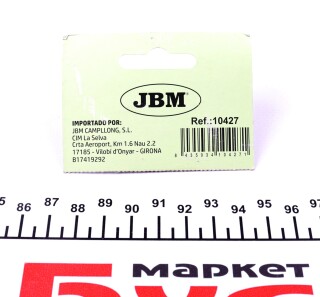 JBM®
IMPORTADO POR:
JBM CAMPLLONG, S.L.
CIM La Selva
Crta Aeroport, Km 1.6 Nau 2.2
17185 - Vilobí d'Onyar - GIRONA
B17419292
Ref.:10427
86 87 88 89 90 91 92 93 94 95 96
маркет